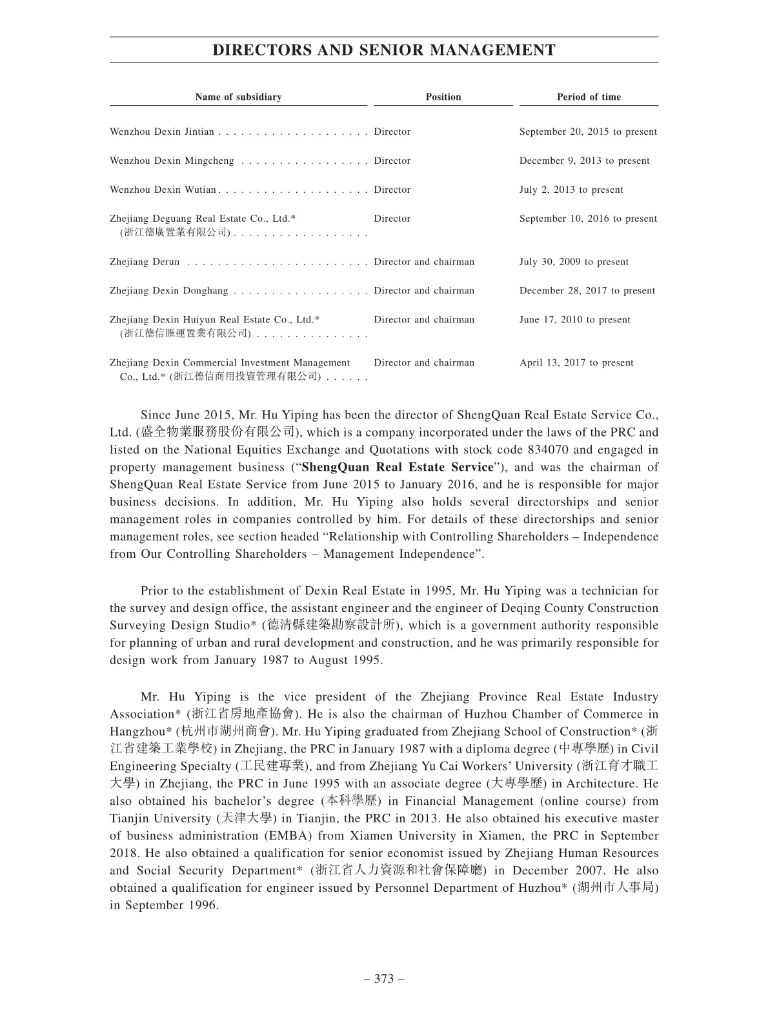 DIRECTORS AND SENIOR MANAGEMENT
Name of subsidiary Position Period of time
Wenzhou Dexin Jintian . . . . . . . . . . . . . . . . . . . . Director September 20, 2015 to present
Wenzhou Dexin Mingcheng . . . . . . . . . . . . . . . . . Director December 9, 2013 to present
Wenzhou Dexin Wutian . . . . . . . . . . . . . . . . . . . . Director July 2, 2013 to present
Zhejiang Deguang Real Estate Co., Ltd.* Director September 10, 2016 to present
(浙江德廣置業有限公司) . . . . . . . . . . . . . . . . . .
Zhejiang Derun . . . . . . . . . . . . . . . . . . . . . . . . Director and chairman July 30, 2009 to present
Zhejiang Dexin Donghang . . . . . . . . . . . . . . . . . . Director and chairman December 28, 2017 to present
Zhejiang Dexin Huiyun Real Estate Co., Ltd.* Director and chairman June 17, 2010 to present
(浙江德信匯運置業有限公司) . . . . . . . . . . . . . . .
Zhejiang Dexin Commercial Investment Management Director and chairman April 13, 2017 to present
Co., Ltd.* (浙江德信商用投資管理有限公司) . . . . . .
Since June 2015, Mr. Hu Yiping has been the director of ShengQuan Real Estate Service Co.,
Ltd. (盛全物業服務股份有限公司), which is a company incorporated under the laws of the PRC and
listed on the National Equities Exchange and Quotations with stock code 834070 and engaged in
property management business (“ShengQuan Real Estate Service”), and was the chairman of
ShengQuan Real Estate Service from June 2015 to January 2016, and he is responsible for major
business decisions. In addition, Mr. Hu Yiping also holds several directorships and senior
management roles in companies controlled by him. For details of these directorships and senior
management roles, see section headed “Relationship with Controlling Shareholders – Independence
from Our Controlling Shareholders – Management Independence”.
Prior to the establishment of Dexin Real Estate in 1995, Mr. Hu Yiping was a technician for
the survey and design office, the assistant engineer and the engineer of Deqing County Construction
Surveying Design Studio* (德清縣建築勘察設計所), which is a government authority responsible
for planning of urban and rural development and construction, and he was primarily responsible for
design work from January 1987 to August 1995.
Mr. Hu Yiping is the vice president of the Zhejiang Province Real Estate Industry
Association* (浙江省房地產協會). He is also the chairman of Huzhou Chamber of Commerce in
Hangzhou* (杭州市湖州商會). Mr. Hu Yiping graduated from Zhejiang School of Construction* (浙
江省建築工業學校) in Zhejiang, the PRC in January 1987 with a diploma degree (中專學歷) in Civil
Engineering Specialty (工民建專業), and from Zhejiang Yu Cai Workers’ University (浙江育才職工
大學) in Zhejiang, the PRC in June 1995 with an associate degree (大專學歷) in Architecture. He
also obtained his bachelor’s degree (本科學歷) in Financial Management (online course) from
Tianjin University (天津大學) in Tianjin, the PRC in 2013. He also obtained his executive master
of business administration (EMBA) from Xiamen University in Xiamen, the PRC in September
2018. He also obtained a qualification for senior economist issued by Zhejiang Human Resources
and Social Security Department* (浙江省人力資源和社會保障廳) in December 2007. He also
obtained a qualification for engineer issued by Personnel Department of Huzhou* (湖州市人事局)
in September 1996.
– 373 –